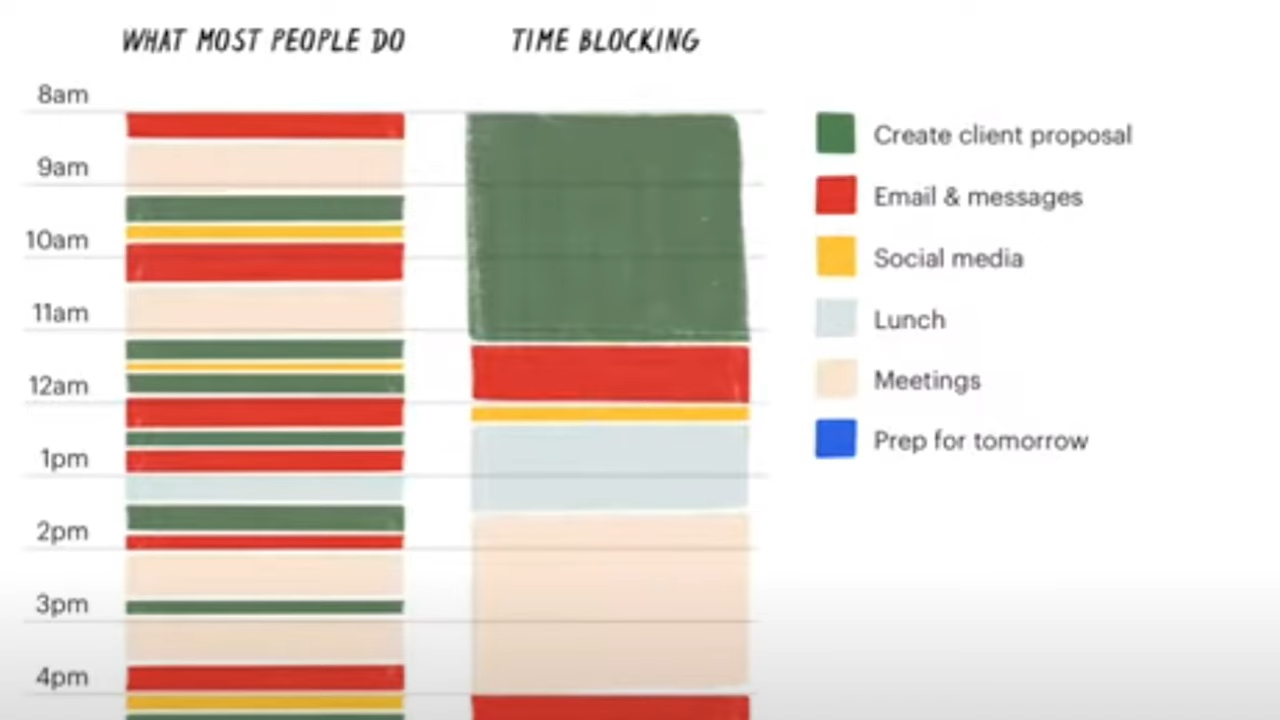 WHAT MOST PEOPLE DO
TIME BLOCKING
8am
9am
10am
11am
12am
1pm
2pm
3pm
4pm
Create client proposal
Email & messages
Social media
Lunch
Meetings
Prep for tomorrow